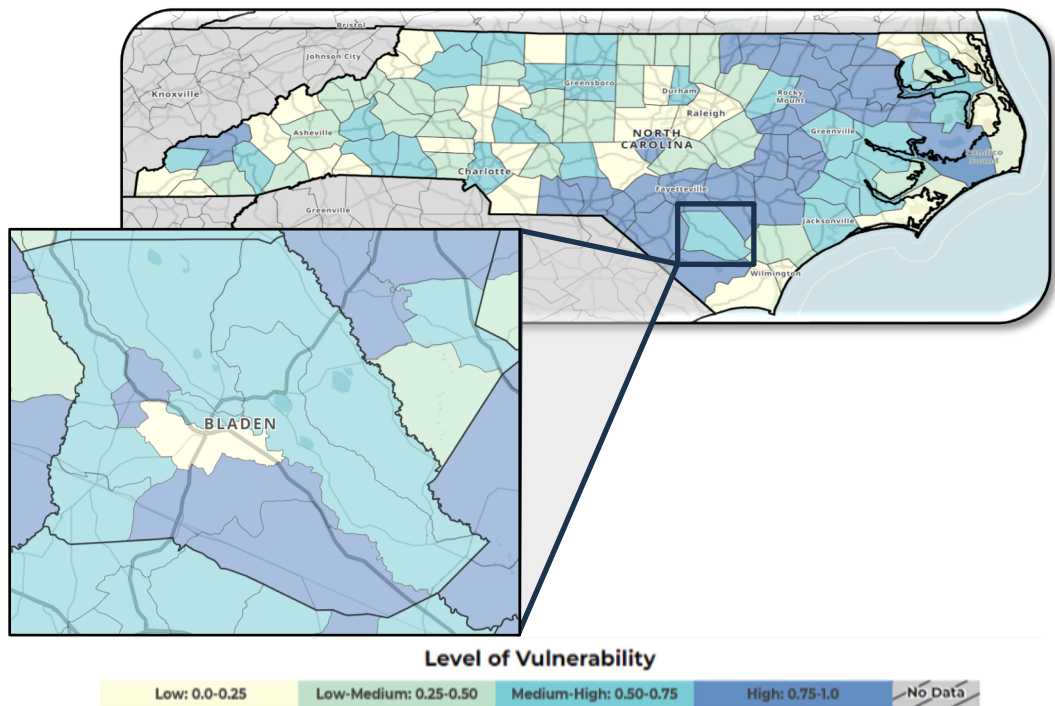 Bristol
Johnson City
Knoxville
Greensboro
Durham
Rocky
Mount
Raleigh
Asheville
NORTH
CAROLINA
Greenville
Pamlico
Sound
Charlotte
Fayetteville
Greenville
Jacksonville
Wilmington
BLADEN
Level of Vulnerability
Low: 0.0-0.25
Low-Medium: 0.25-0.50
Medium-High: 0.50-0.75
High: 0.75-1.0
No Data